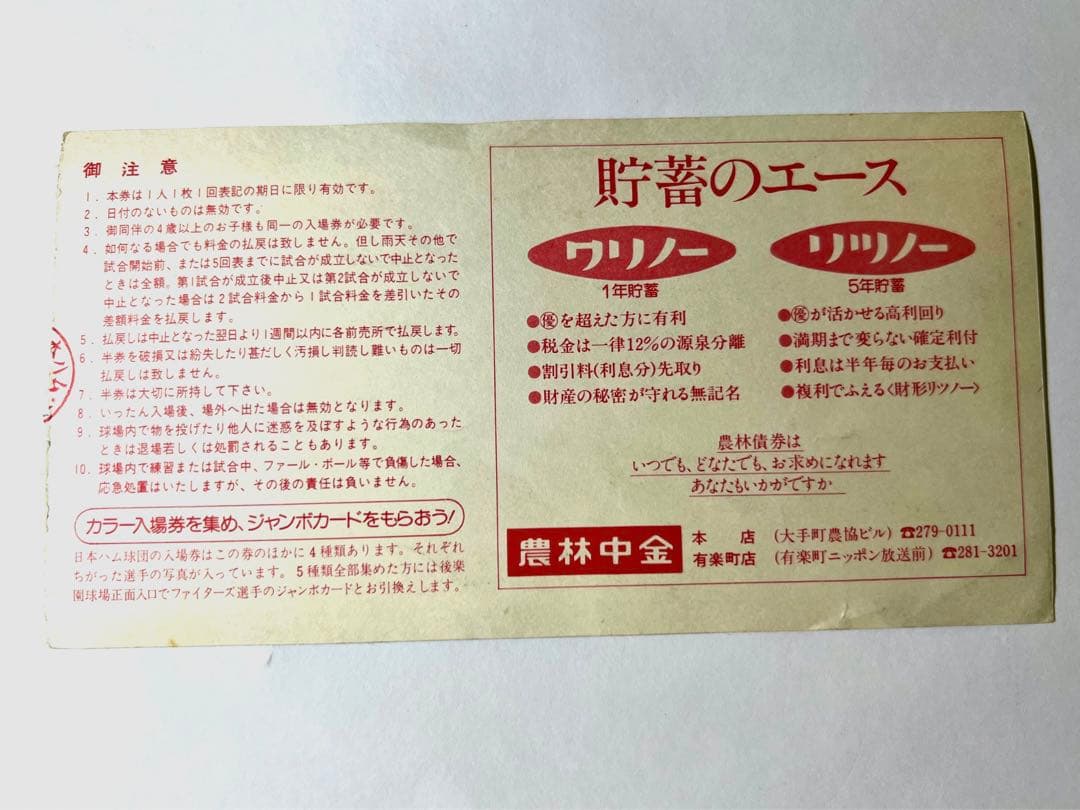 御注意
1. 本券は1人1枚1回表記の期日に限り有効です。
2. 日付のないものは無効です。
3. 御同伴の4歳以上のお子様も同一の入場券が必要です。
4. 如何なる場合でも料金の払戻は致しません。但し雨天その他で
試合開始前、または5回表までに試合が成立しないで中止となった
ときは全額。第1試合が成立後中止又は第2試合が成立しないで
中止となった場合は2試合料金から1試合料金を差引いたその
差額料金を払戻します。
5. 払戻しは中止となった翌日より1週間以内に各前売所で払戻します。
6. 半券を破損又は紛失したり甚だしく汚損し判読し難いものは一切
払戻しは致しません。
7. 半券は大切に所持して下さい。
8. いったん入場後、場外へ出た場合は無効となります。
9. 球場内で物を投げたり他人に迷惑を及ぼすような行為のあった
ときは退場若しくは処罰されることもあります。
10. 球場内で練習または試合中、ファール・ボール等で負傷した場合、
応急処置はいたしますが、その後の責任は負いません。
カラー入場券を集め、ジャンボカードをもらおう!
日本ハム球団の入場券はこの券のほかに4種類あります。それぞれ
ちがった選手の写真が入っています。5種類全部集めた方には後楽
園球場正面入口でファイターズ選手のジャンボカードとお引換えします。
貯蓄のエース
ワリノー
1年貯蓄
●㊝を超えた方に有利
●税金は一律12%の源泉分離
●割引料(利息分)先取り
●財産の秘密が守れる無記名
リツノー
5年貯蓄
●㊝が活かせる高利回り
●満期まで変らない確定利付
●利息は半年毎のお支払い
●複利でふえる〈財形リツノー〉
農林債券は
いつでも、どなたでも、お求めになれます
あなたもいかがですか
農林中金
本店 (大手町農協ビル) ☎279-0111
有楽町店 (有楽町ニッポン放送前) ☎281-3201